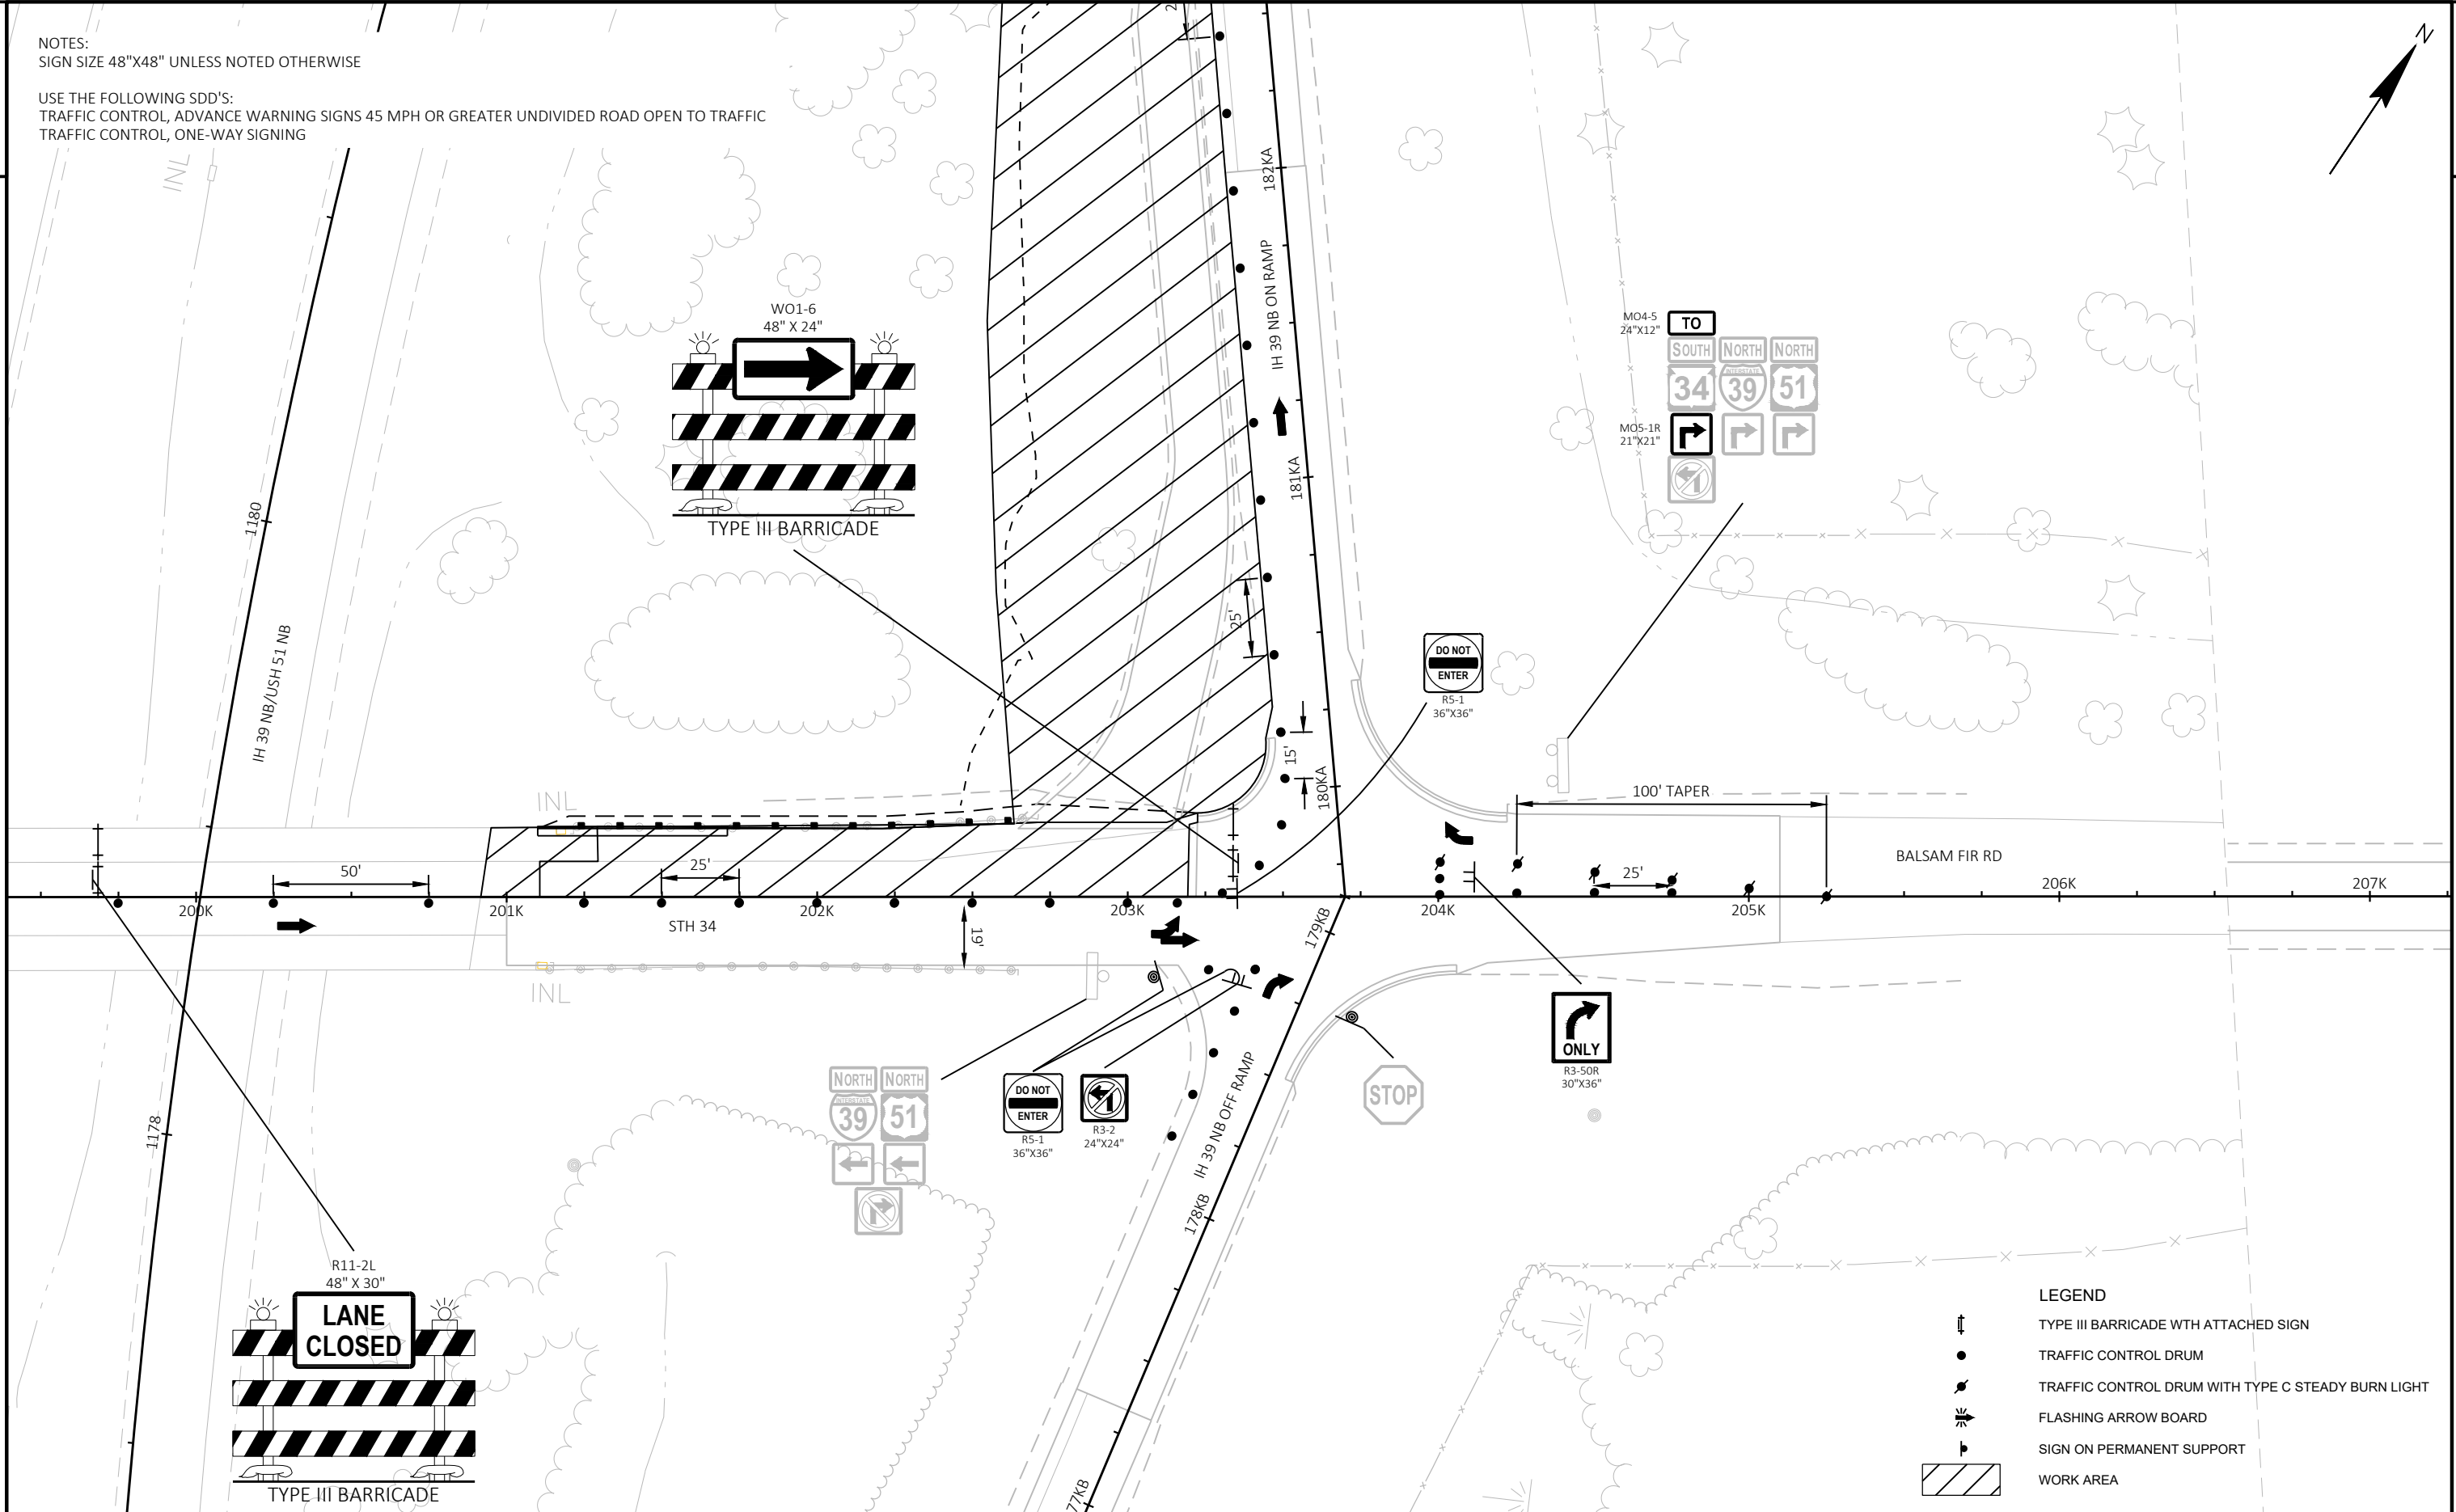 NOTES:
SIGN SIZE 48"X48" UNLESS NOTED OTHERWISE
USE THE FOLLOWING SDD'S:
TRAFFIC CONTROL, ADVANCE WARNING SIGNS 45 MPH OR GREATER UNDIVIDED ROAD OPEN TO TRAFFIC
TRAFFIC CONTROL, ONE-WAY SIGNING
N
INL
182KA
IH 39 NB ON RAMP
181KA
180KA
WO1-6
48" X 24"
TYPE III BARRICADE
MO4-5
24"X12"
TO
SOUTH NORTH NORTH
34
INTERSTATE
39
51
MO5-1R
21"X21"
1180
IH 39 NB/USH 51 NB
1178
25'
15'
DO NOT
ENTER
R5-1
36"X36"
100' TAPER
BALSAM FIR RD
INL
50'
25'
25'
200K
201K
202K
203K
204K
205K
206K
207K
STH 34
19'
INL
179KB
IH 39 NB OFF RAMP
178KB
77KB
NORTH NORTH
INTERSTATE
39
51
DO NOT
ENTER
R5-1
36"X36"
R3-2
24"X24"
STOP
ONLY
R3-50R
30"X36"
R11-2L
48" X 30"
LANE
CLOSED
TYPE III BARRICADE
LEGEND
TYPE III BARRICADE WTH ATTACHED SIGN
TRAFFIC CONTROL DRUM
TRAFFIC CONTROL DRUM WITH TYPE C STEADY BURN LIGHT
FLASHING ARROW BOARD
SIGN ON PERMANENT SUPPORT
WORK AREA